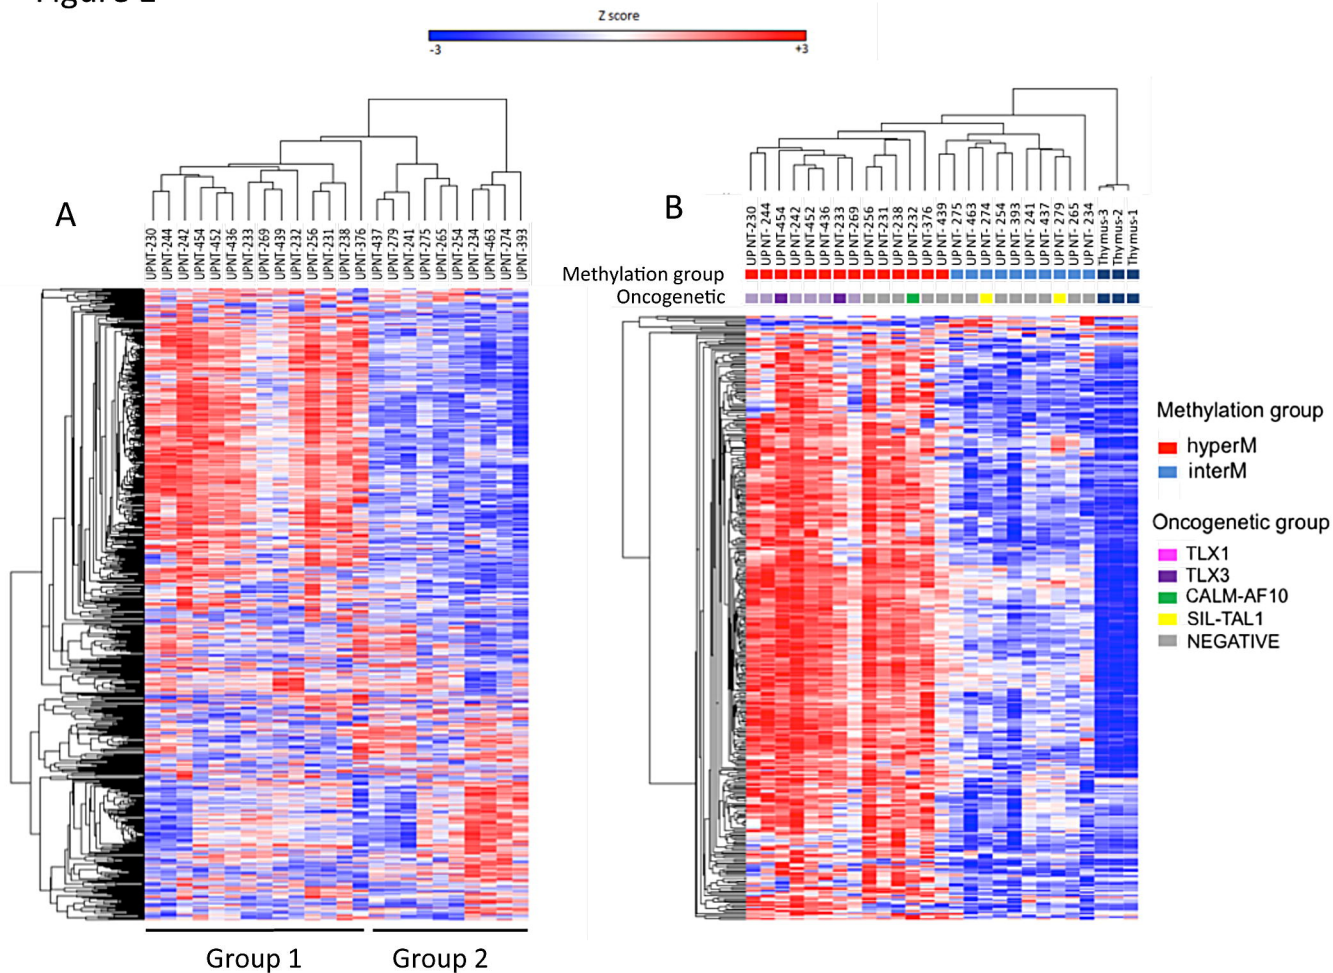 Z score
-3 +3
A
UPNT-230
UPNT-244
UPNT-242
UPNT-454
UPNT-452
UPNT-436
UPNT-233
UPNT-269
UPNT-439
UPNT-232
UPNT-256
UPNT-231
UPNT-238
UPNT-376
UPNT-437
UPNT-279
UPNT-241
UPNT-275
UPNT-265
UPNT-254
UPNT-234
UPNT-463
UPNT-274
UPNT-393
Group 1 Group 2
B
UPNT-230
UPNT-244
UPNT-454
UPNT-242
UPNT-452
UPNT-436
UPNT-233
UPNT-269
UPNT-256
UPNT-231
UPNT-238
UPNT-232
UPNT-376
UPNT-439
UPNT-275
UPNT-463
UPNT-274
UPNT-254
UPNT-393
UPNT-241
UPNT-437
UPNT-279
UPNT-265
UPNT-234
Thymus-3
Thymus-2
Thymus-1
Methylation group
Oncogenetic
Methylation group
hyperM
interM
Oncogenetic group
TLX1
TLX3
CALM-AF10
SIL-TAL1
NEGATIVE